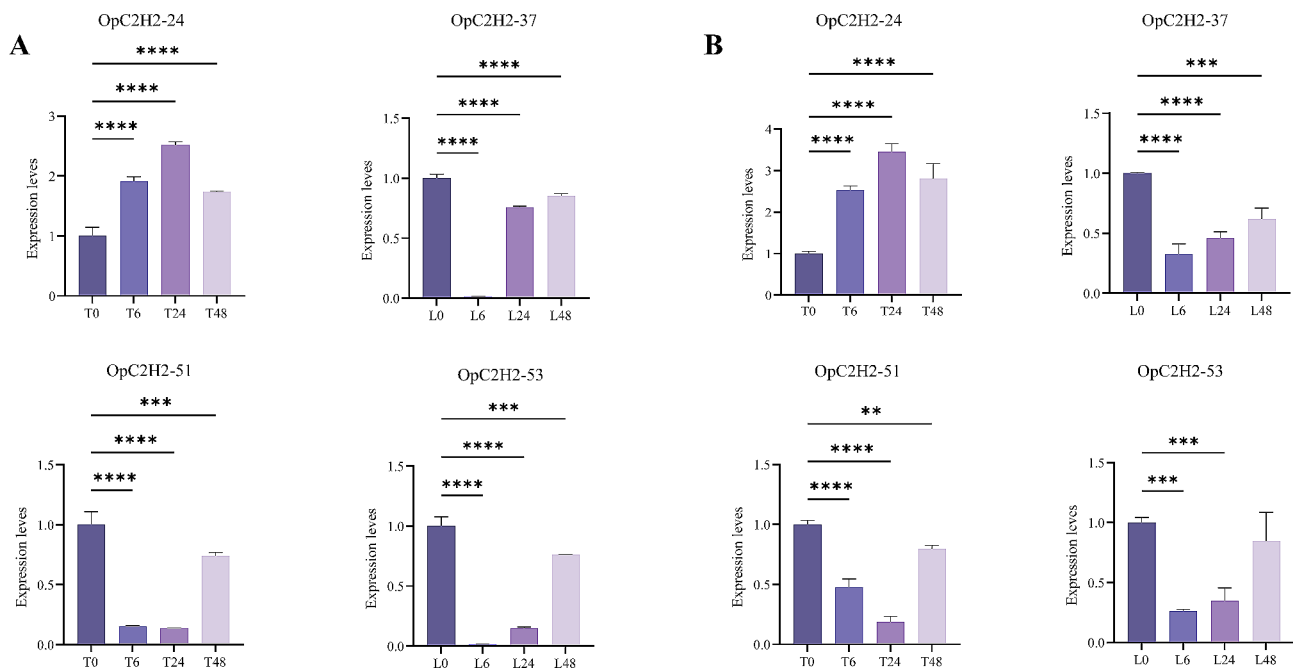 OpC2H2-24
OpC2H2-37
OpC2H2-24
OpC2H2-37
A
B
****
****
****
3
2
1
0
Expression leves
T0 T6 T24 T48
****
****
****
1.5
1.0
0.5
0.0
Expression leves
L0 L6 L24 L48
****
****
****
4
3
2
1
0
Expression leves
T0 T6 T24 T48
***
****
****
1.5
1.0
0.5
0.0
Expression leves
L0 L6 L24 L48
OpC2H2-51
OpC2H2-53
OpC2H2-51
OpC2H2-53
***
****
****
1.5
1.0
0.5
0.0
Expression leves
T0 T6 T24 T48
***
****
****
1.5
1.0
0.5
0.0
Expression leves
L0 L6 L24 L48
**
****
****
1.5
1.0
0.5
0.0
Expression leves
T0 T6 T24 T48
***
***
1.5
1.0
0.5
0.0
Expression leves
L0 L6 L24 L48